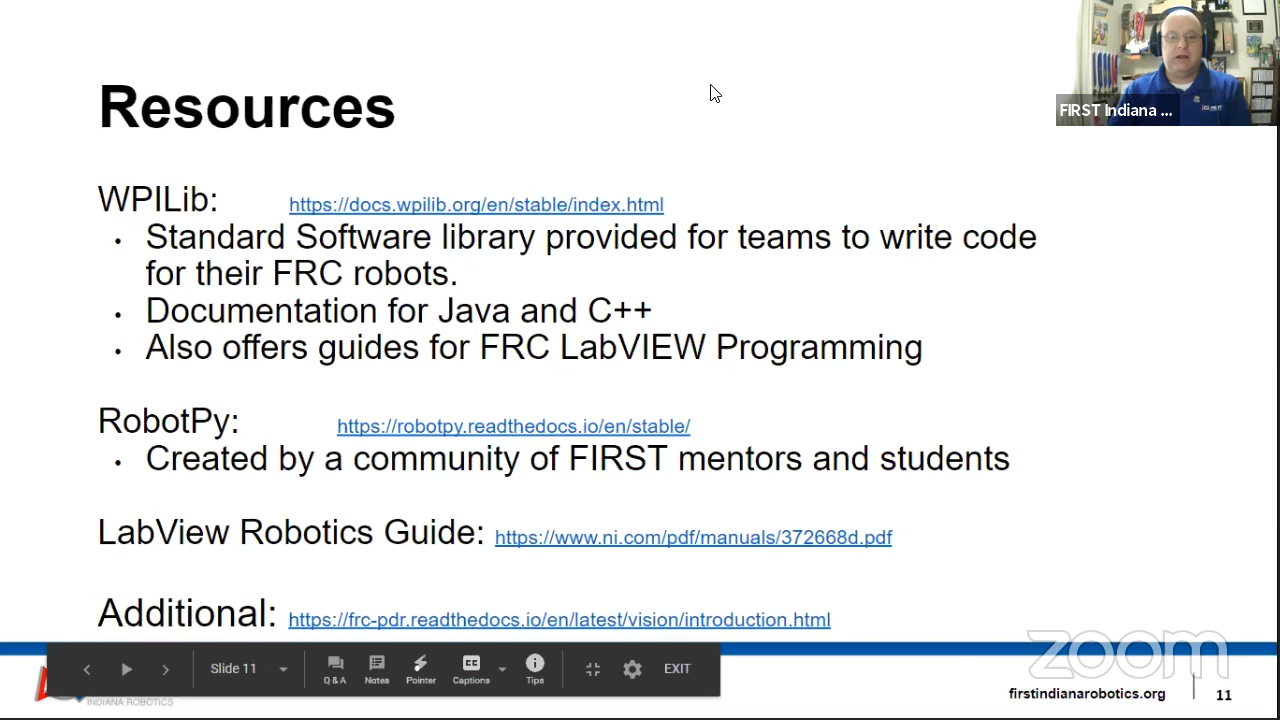 Resources
FIRST Indiana ...
WPILib: https://docs.wpilib.org/en/stable/index.html
• Standard Software library provided for teams to write code
for their FRC robots.
• Documentation for Java and C++
• Also offers guides for FRC LabVIEW Programming
RobotPy: https://robotpy.readthedocs.io/en/stable/
• Created by a community of FIRST mentors and students
LabView Robotics Guide: https://www.ni.com/pdf/manuals/372668d.pdf
Additional: https://frc-pdr.readthedocs.io/en/latest/vision/introduction.html
zoom
Slide 11
Q & A
Notes
Pointer
CC
Captions
Tips
EXIT
INDIANA ROBOTICS
firstindianarobotics.org
11